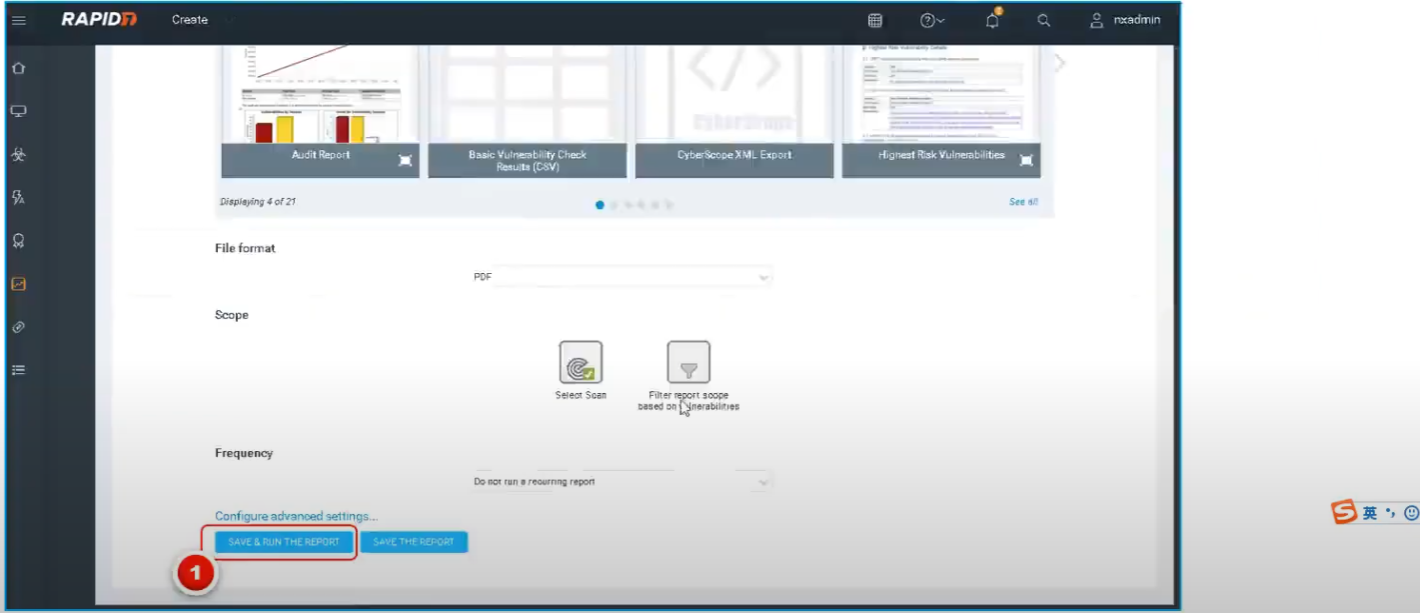 RAPID7
Create
nxadmin
CyberScope
Audit Report
Basic Vulnerability Check
Results (CSV)
CyberScope XML Export
Highest Risk Vulnerabilities
Displaying 4 of 21
See all
File format
PDF
Scope
Select Scan
Filter report scope
based on vulnerabilities
Frequency
Do not run a recurring report
Configure advanced settings...
SAVE & RUN THE REPORT
SAVE THE REPORT
1
S 英